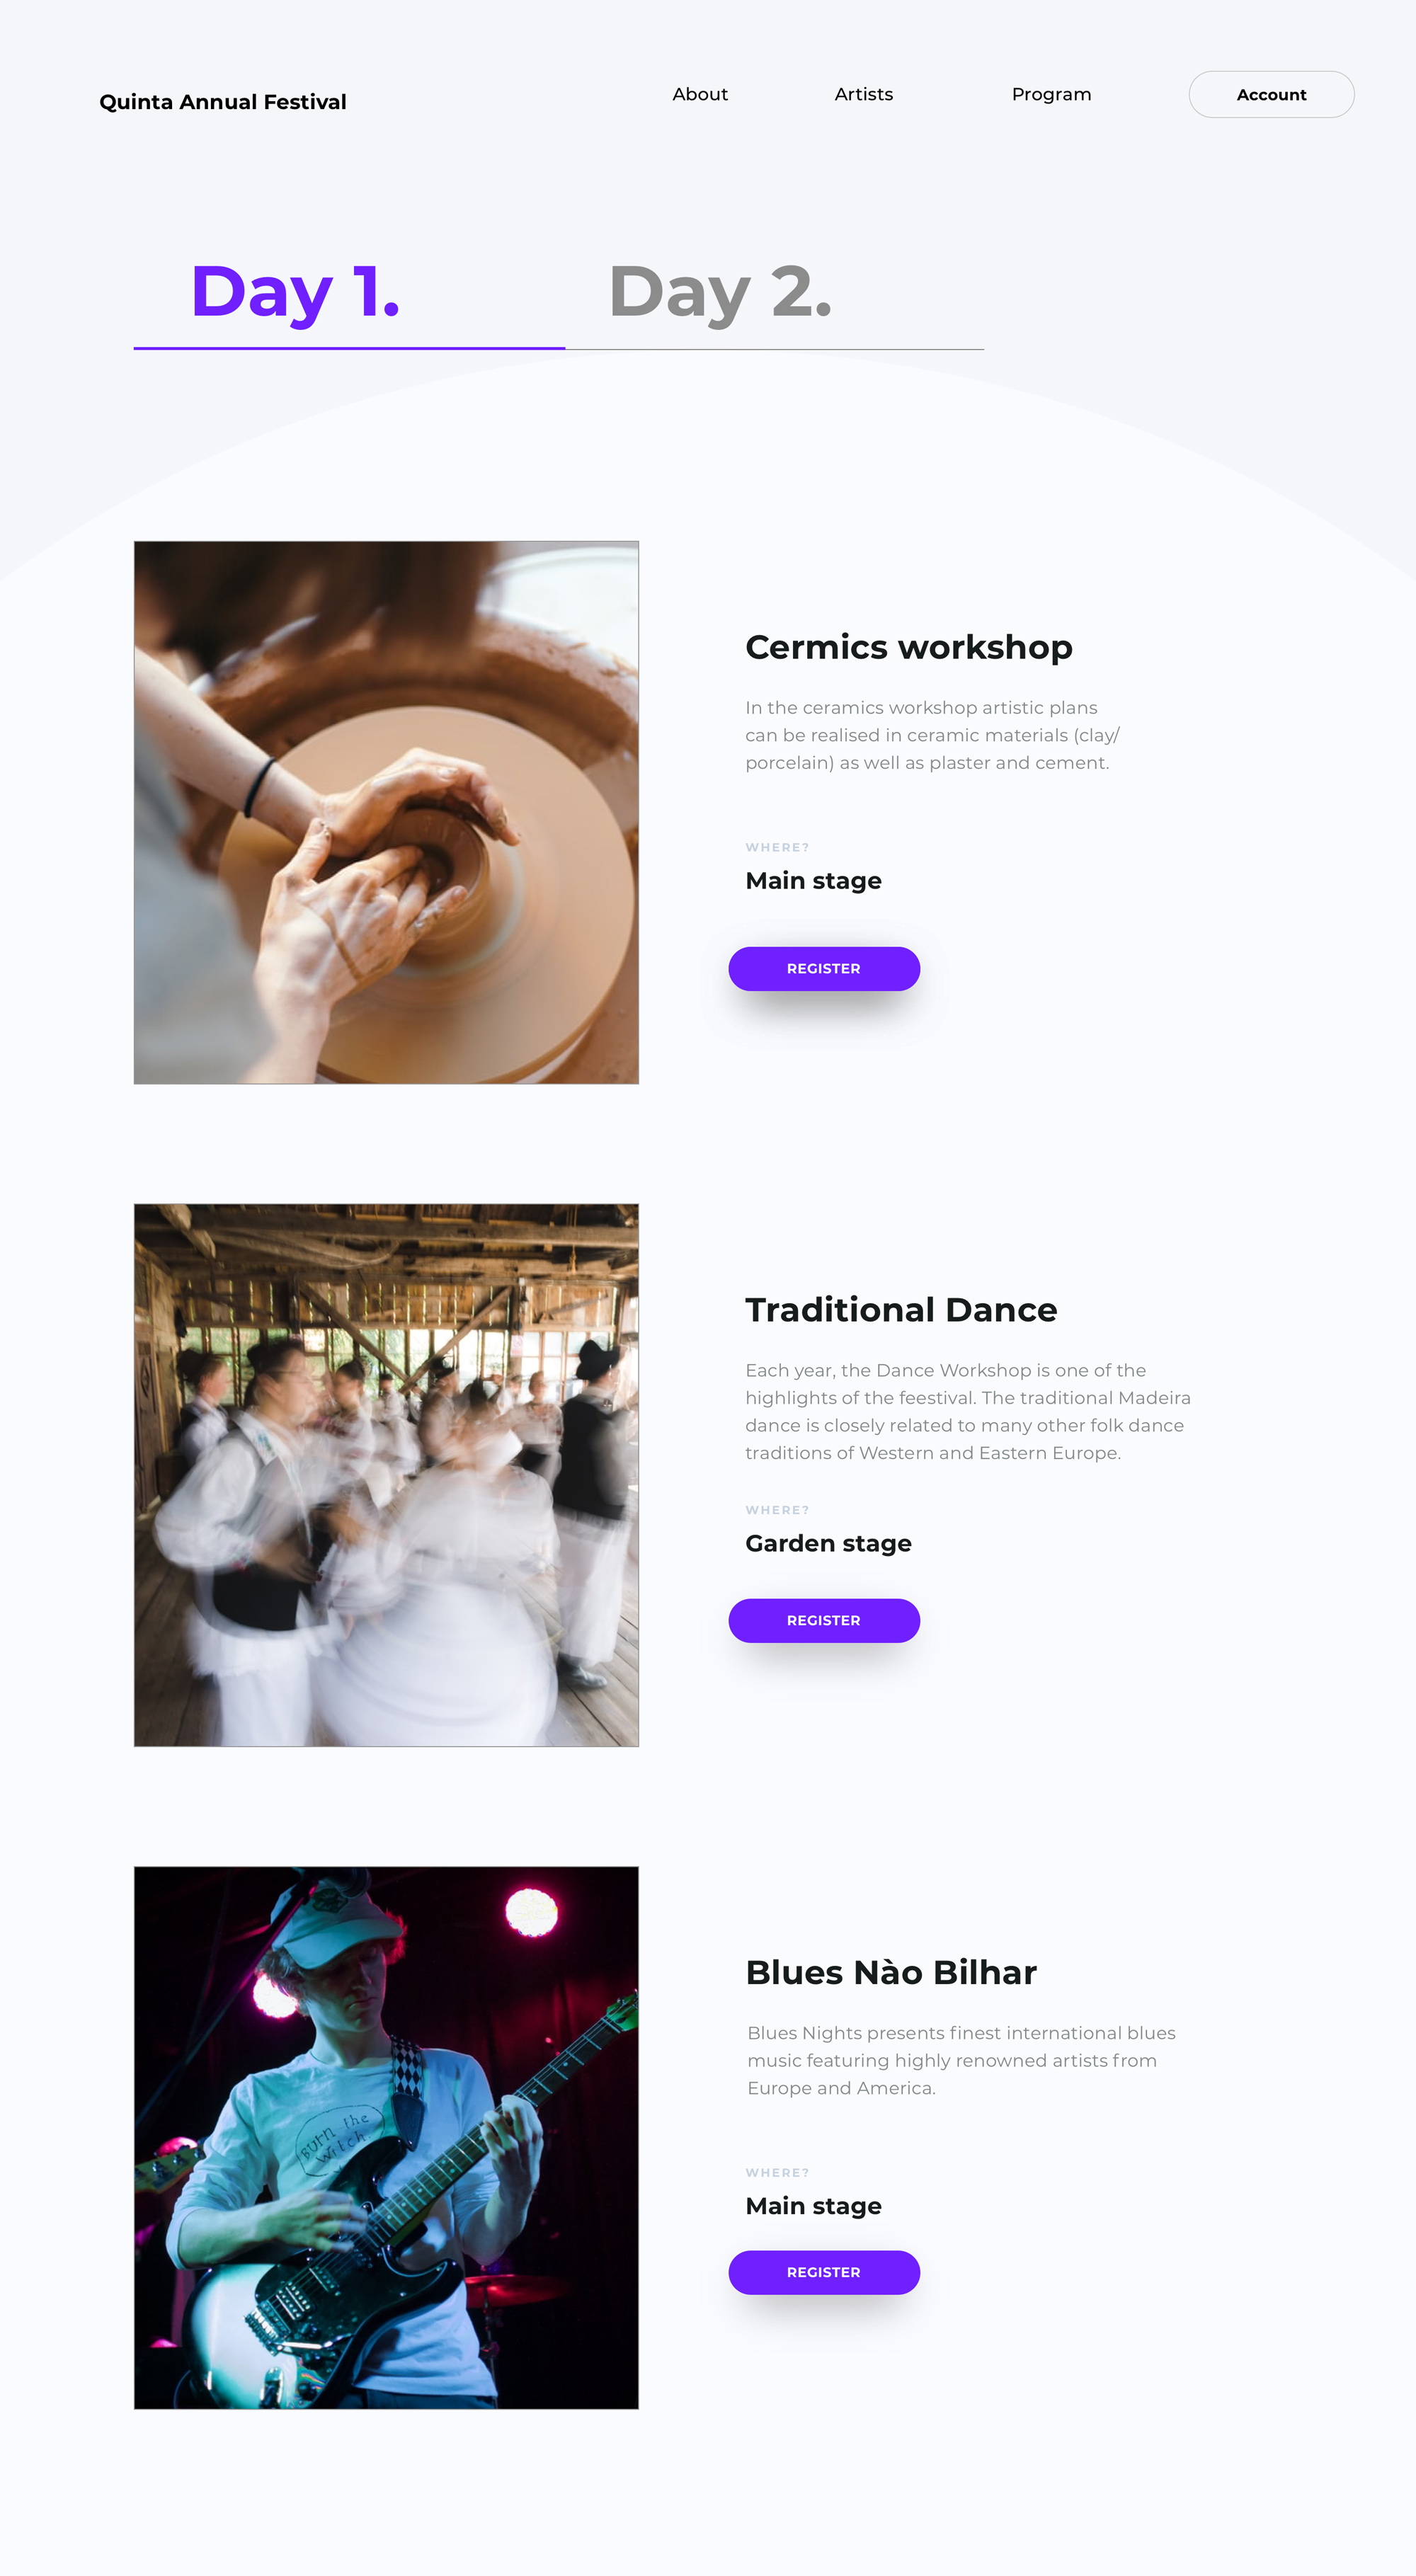 Quinta Annual Festival
About
Artists
Program
Account
Day 1.
Day 2.
Cermics workshop
In the ceramics workshop artistic plans
can be realised in ceramic materials (clay/
porcelain) as well as plaster and cement.
WHERE?
Main stage
REGISTER
Traditional Dance
Each year, the Dance Workshop is one of the
highlights of the feestival. The traditional Madeira
dance is closely related to many other folk dance
traditions of Western and Eastern Europe.
WHERE?
Garden stage
REGISTER
Burn the
Witch
Blues Nào Bilhar
Blues Nights presents finest international blues
music featuring highly renowned artists from
Europe and America.
WHERE?
Main stage
REGISTER